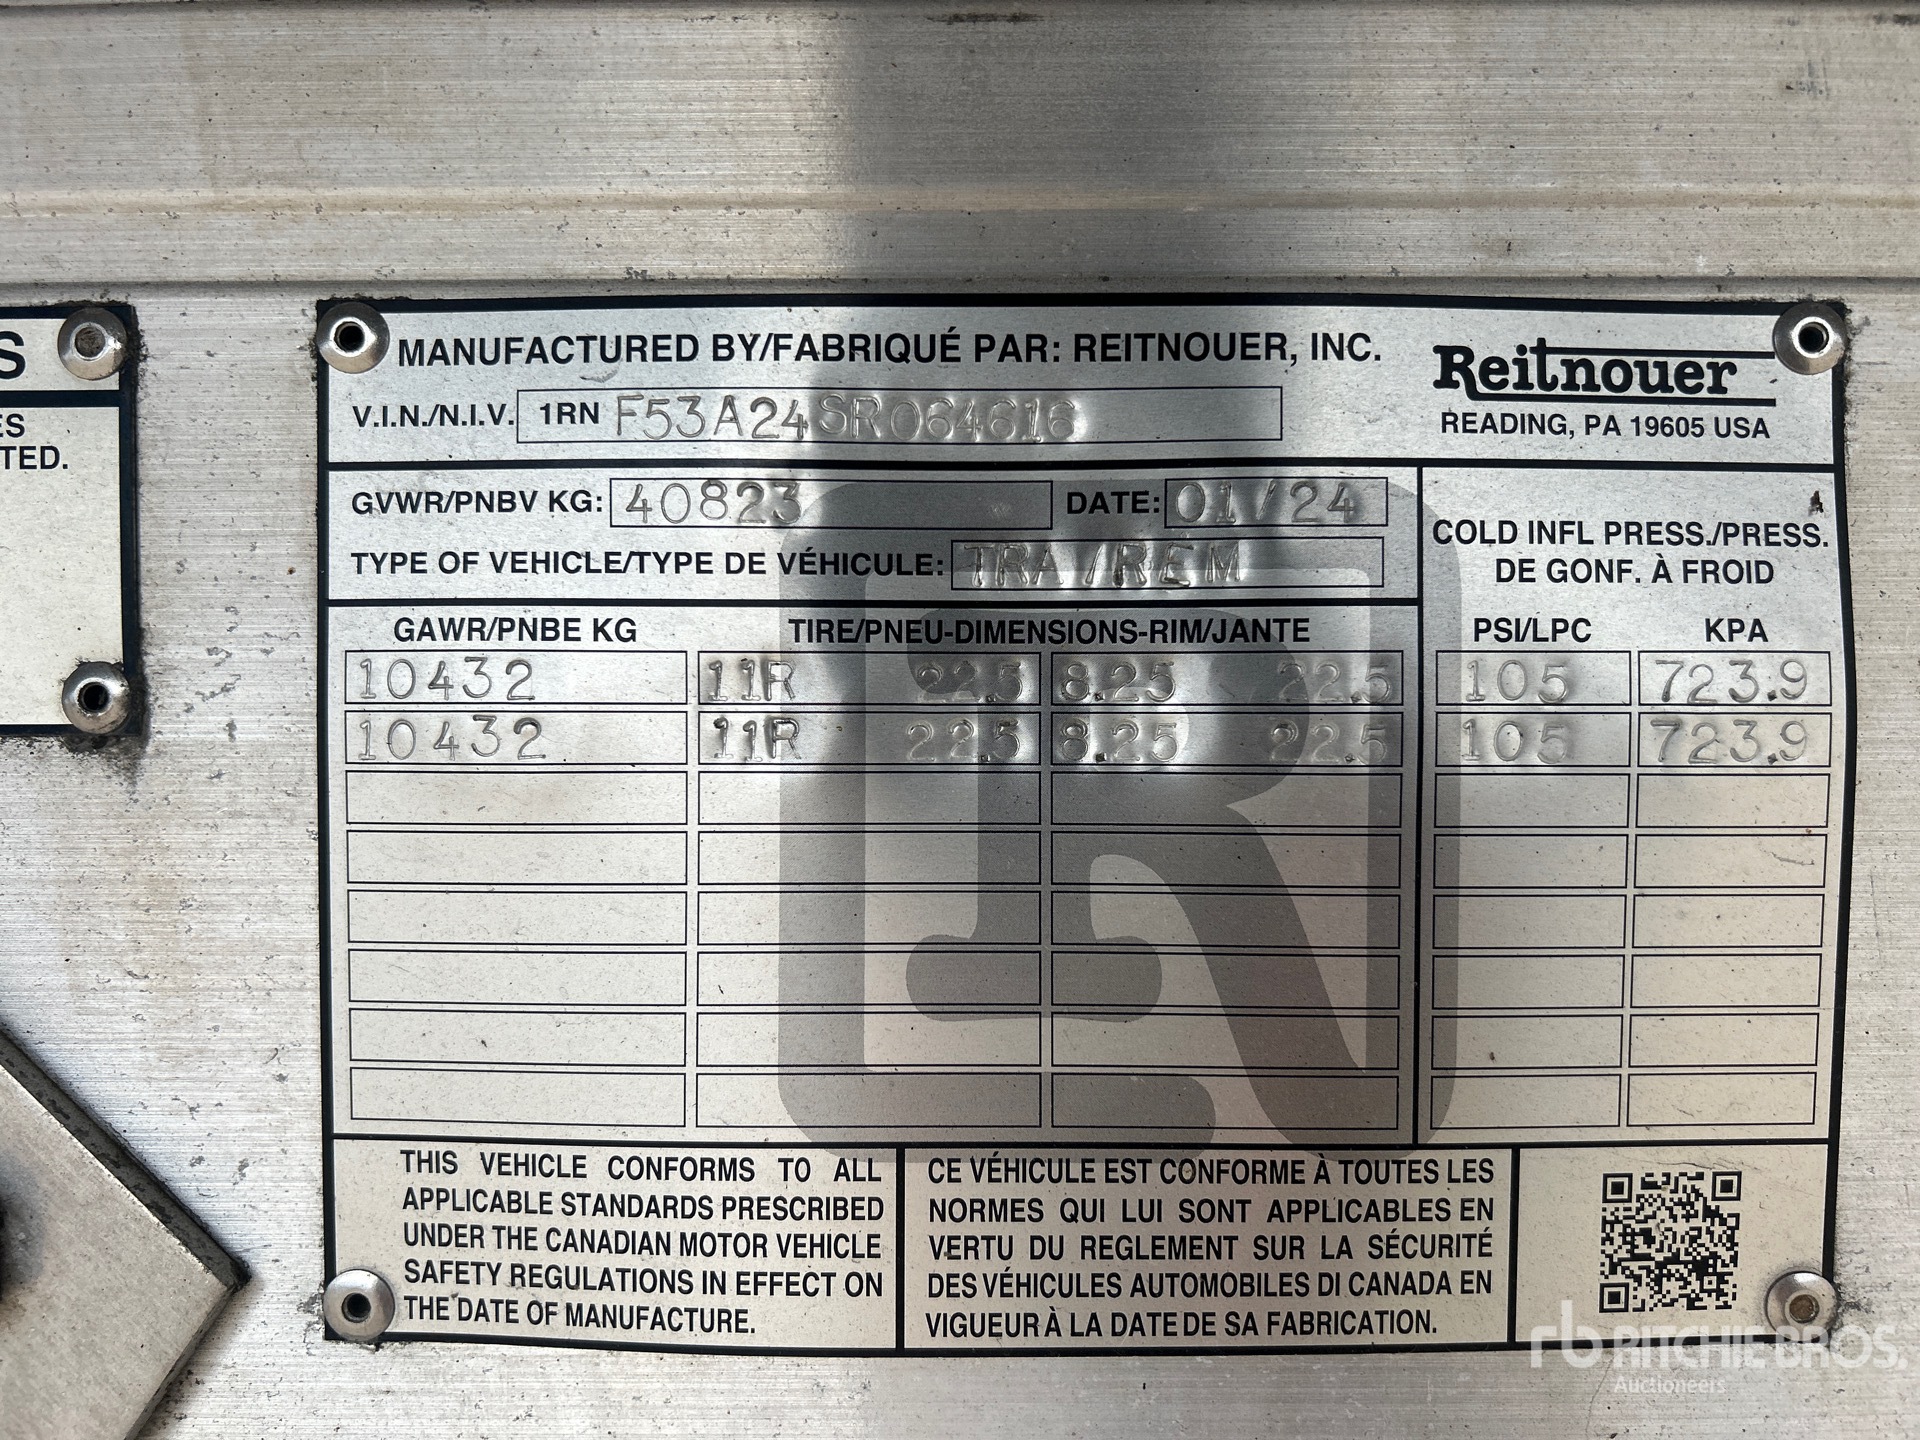 S
ES
TED.
MANUFACTURED BY/FABRIQUÉ PAR: REITNOUER, INC.
Reitnouer
V.I.N./N.I.V. 1RN F53A24SR064616
READING, PA 19605 USA
GVWR/PNBV KG: 40823 DATE: 01/24
TYPE OF VEHICLE/TYPE DE VÉHICULE: TRA/REM
COLD INFL PRESS./PRESS.
DE GONF. À FROID
GAWR/PNBE KG TIRE/PNEU-DIMENSIONS-RIM/JANTE PSI/LPC KPA
10432 11R 22.5 8.25 22.5 105 723.9
10432 11R 22.5 8.25 22.5 105 723.9
THIS VEHICLE CONFORMS TO ALL
APPLICABLE STANDARDS PRESCRIBED
UNDER THE CANADIAN MOTOR VEHICLE
SAFETY REGULATIONS IN EFFECT ON
THE DATE OF MANUFACTURE.
CE VÉHICULE EST CONFORME À TOUTES LES
NORMES QUI LUI SONT APPLICABLES EN
VERTU DU REGLEMENT SUR LA SÉCURITÉ
DES VÉHICULES AUTOMOBILES DI CANADA EN
VIGUEUR À LA DATE DE SA FABRICATION.
rb RITCHIE BROS.
Auctioneers